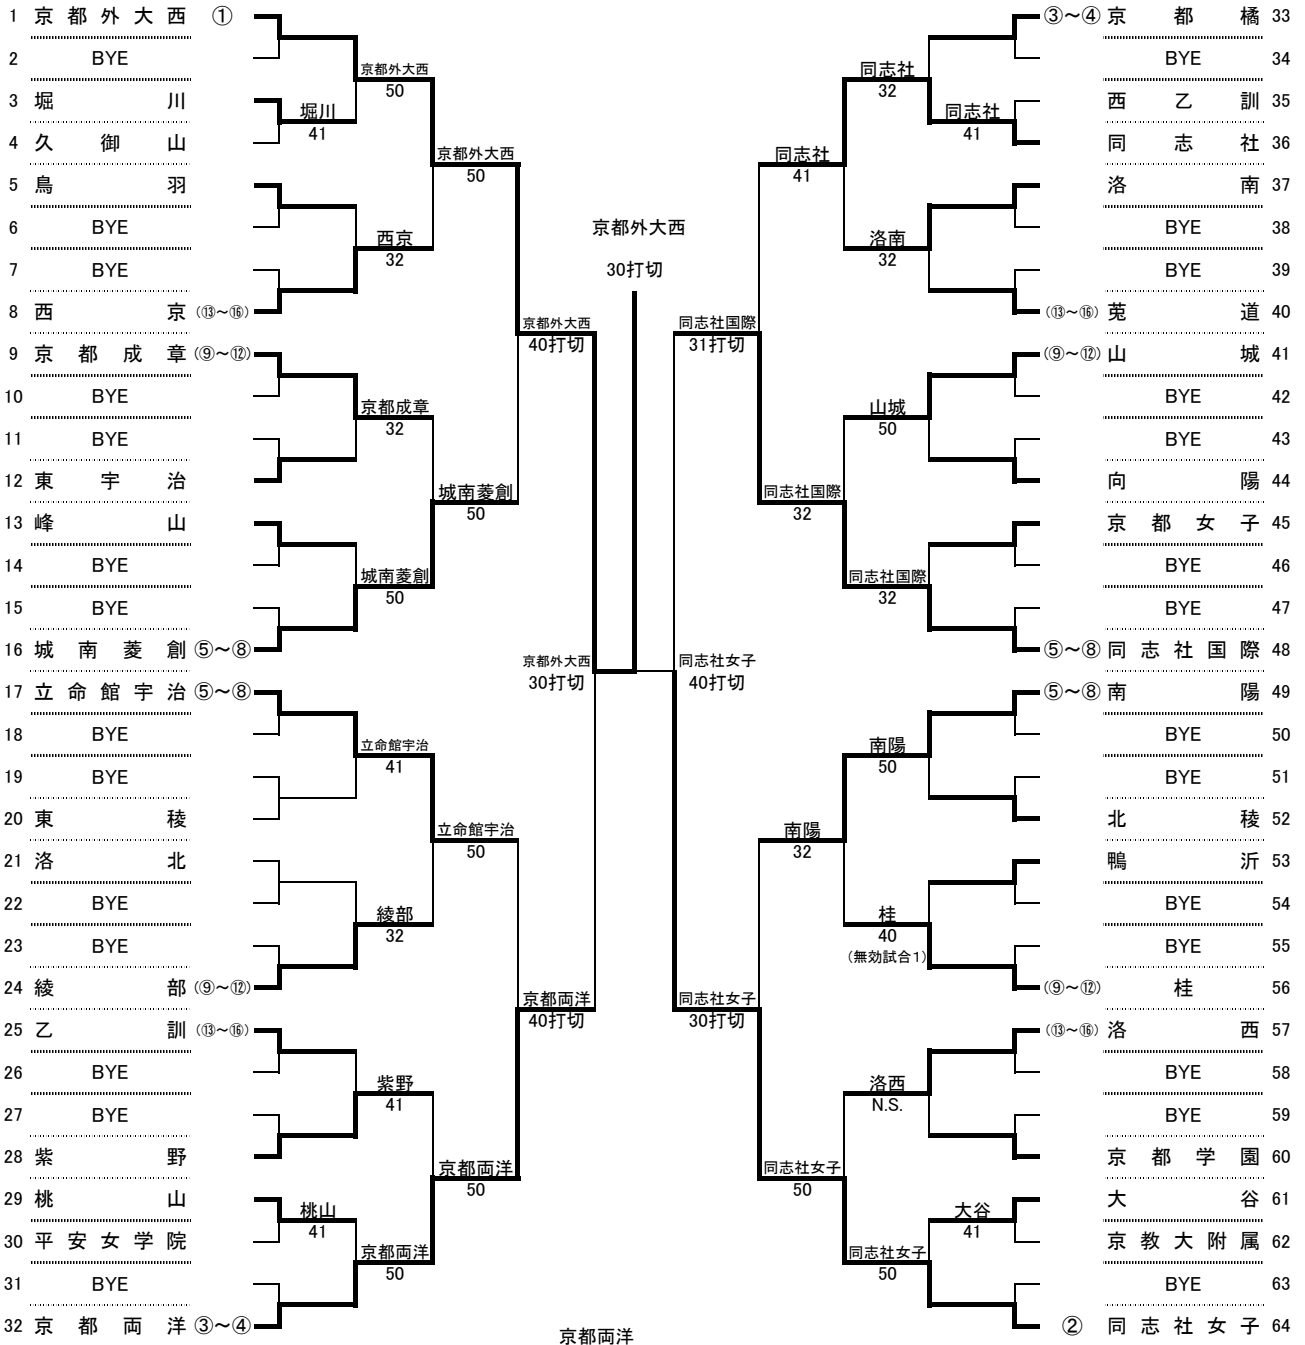 1 京都外大西 ①
2 BYE
3 堀川
4 久御山
5 鳥羽
6 BYE
7 BYE
8 西京 (⑬～⑯)
9 京都成章 (⑨～⑫)
10 BYE
11 BYE
12 東宇治
13 峰山
14 BYE
15 BYE
16 城南菱創 ⑤～⑧
17 立命館宇治 ⑤～⑧
18 BYE
19 BYE
20 東稜
21 洛北
22 BYE
23 BYE
24 綾部 (⑨～⑫)
25 乙訓 (⑬～⑯)
26 BYE
27 BYE
28 紫野
29 桃山
30 平安女学院
31 BYE
32 京都両洋 ③～④
堀川
41
桃山
41
京都外大西
50
西京
32
京都成章
32
城南菱創
50
立命館宇治
41
綾部
32
紫野
41
京都両洋
50
京都外大西
50
城南菱創
50
立命館宇治
50
京都両洋
50
京都外大西
40打切
京都両洋
40打切
京都外大西
30打切
京都外大西
30打切
京都両洋
同志社女子
40打切
同志社国際
31打切
同志社女子
30打切
同志社
41
同志社国際
32
南陽
32
同志社女子
50
同志社
32
洛南
32
山城
50
同志社国際
32
南陽
50
桂
40
(無効試合1)
洛西
N.S.
同志社女子
50
同志社
41
大谷
41
③～④ 京都橘 33
BYE 34
西乙訓 35
同志社 36
洛南 37
BYE 38
BYE 39
(⑬～⑯) 莵道 40
(⑨～⑫) 山城 41
BYE 42
BYE 43
向陽 44
京都女子 45
BYE 46
BYE 47
⑤～⑧ 同志社国際 48
⑤～⑧ 南陽 49
BYE 50
BYE 51
北稜 52
鴨沂 53
BYE 54
BYE 55
(⑨～⑫) 桂 56
(⑬～⑯) 洛西 57
BYE 58
BYE 59
京都学園 60
大谷 61
京教大附属 62
BYE 63
② 同志社女子 64